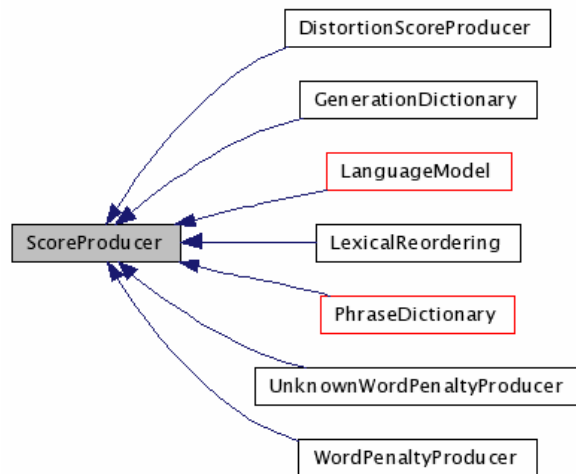 DistortionScoreProducer
GenerationDictionary
LanguageModel
ScoreProducer
LexicalReordering
PhraseDictionary
UnknownWordPenaltyProducer
WordPenaltyProducer